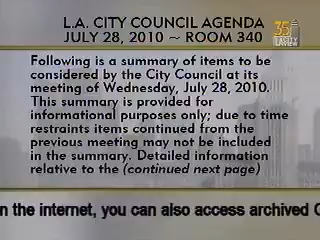 L.A. CITY COUNCIL AGENDA
JULY 28, 2010 ~ ROOM 340
35
Following is a summary of items to be
considered by the City Council at its
meeting of Wednesday, July 28, 2010.
This summary is provided for
informational purposes only; due to time
restraints items continued from the
previous meeting may not be included
in the summary. Detailed information
relative to the (continued next page)
n the internet, you can also access archived C